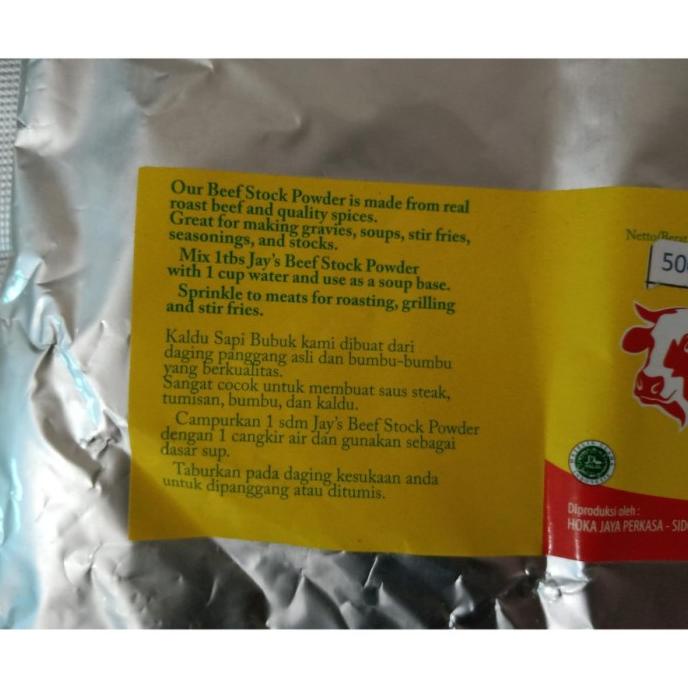 Our Beef Stock Powder is made from real
roast beef and quality spices.
Great for making gravies, soups, stir fries,
seasonings, and stocks.
Mix 1tbs Jay's Beef Stock Powder
with 1 cup water and use as a soup base.
Sprinkle to meats for roasting, grilling
and stir fries.
Kaldu Sapi Bubuk kami dibuat dari
daging panggang asli dan bumbu-bumbu
yang berkualitas.
Sangat cocok untuk membuat saus steak,
tumisan, bumbu, dan kaldu.
Campurkan 1 sdm Jay's Beef Stock Powder
dengan 1 cangkir air dan gunakan sebagai
dasar sup.
Taburkan pada daging kesukaan anda
untuk dipanggang atau ditumis.
Netto/Berat
Diproduksi oleh :
HOKA JAYA PERKASA -